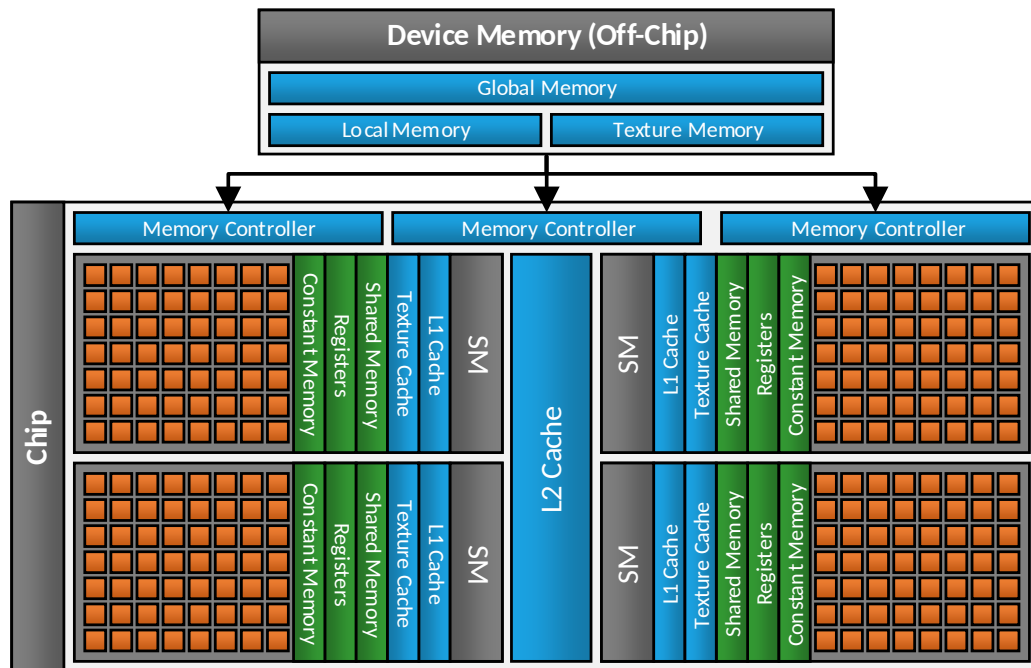 Device Memory (Off-Chip)
Global Memory
Local Memory
Texture Memory
Chip
Memory Controller
Memory Controller
Memory Controller
Constant Memory
Registers
Shared Memory
Texture Cache
L1 Cache
SM
L2 Cache
SM
L1 Cache
Texture Cache
Shared Memory
Registers
Constant Memory
Constant Memory
Registers
Shared Memory
Texture Cache
L1 Cache
SM
SM
L1 Cache
Texture Cache
Shared Memory
Registers
Constant Memory